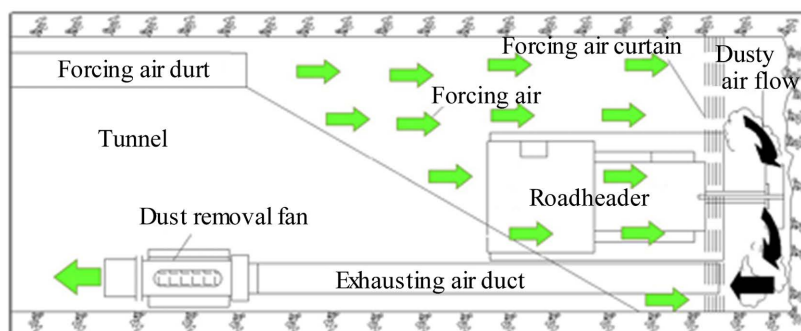 Forcing air curtain
Dusty
air flow
Forcing air durt
Forcing air
Tunnel
Roadheader
Dust removal fan
Exhausting air duct